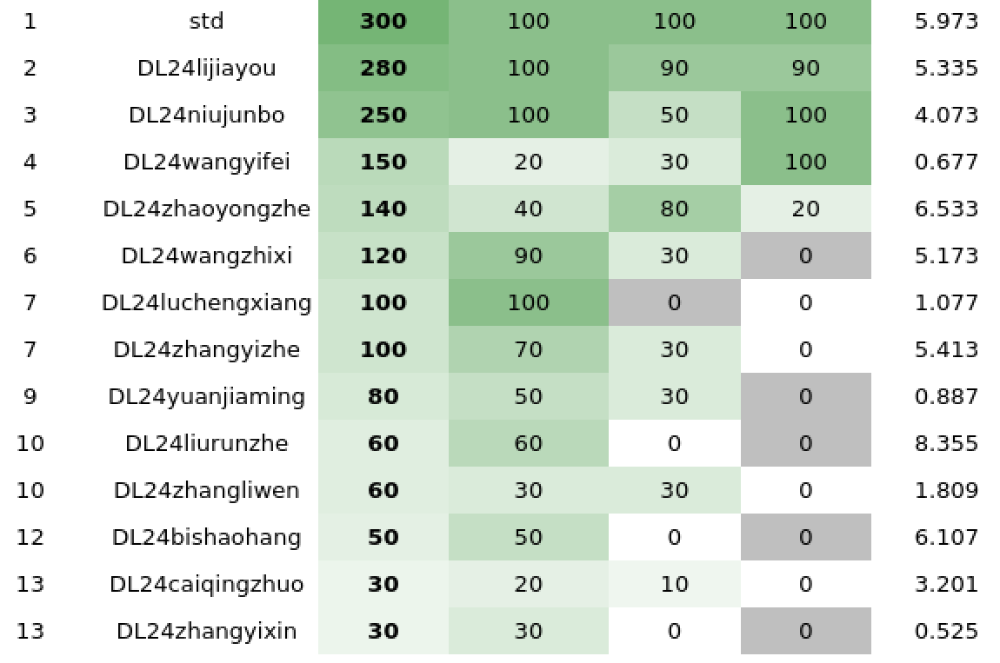 1 std 300 100 100 100 5.973
2 DL24lijiayou 280 100 90 90 5.335
3 DL24niujunbo 250 100 50 100 4.073
4 DL24wangyifei 150 20 30 100 0.677
5 DL24zhaoyongzhe 140 40 80 20 6.533
6 DL24wangzhixi 120 90 30 0 5.173
7 DL24luchengxiang 100 100 0 0 1.077
7 DL24zhangyizhe 100 70 30 0 5.413
9 DL24yuanjiaming 80 50 30 0 0.887
10 DL24liurunzhe 60 60 0 0 8.355
10 DL24zhangliwen 60 30 30 0 1.809
12 DL24bishaohang 50 50 0 0 6.107
13 DL24caiqingzhuo 30 20 10 0 3.201
13 DL24zhangyixin 30 30 0 0 0.525